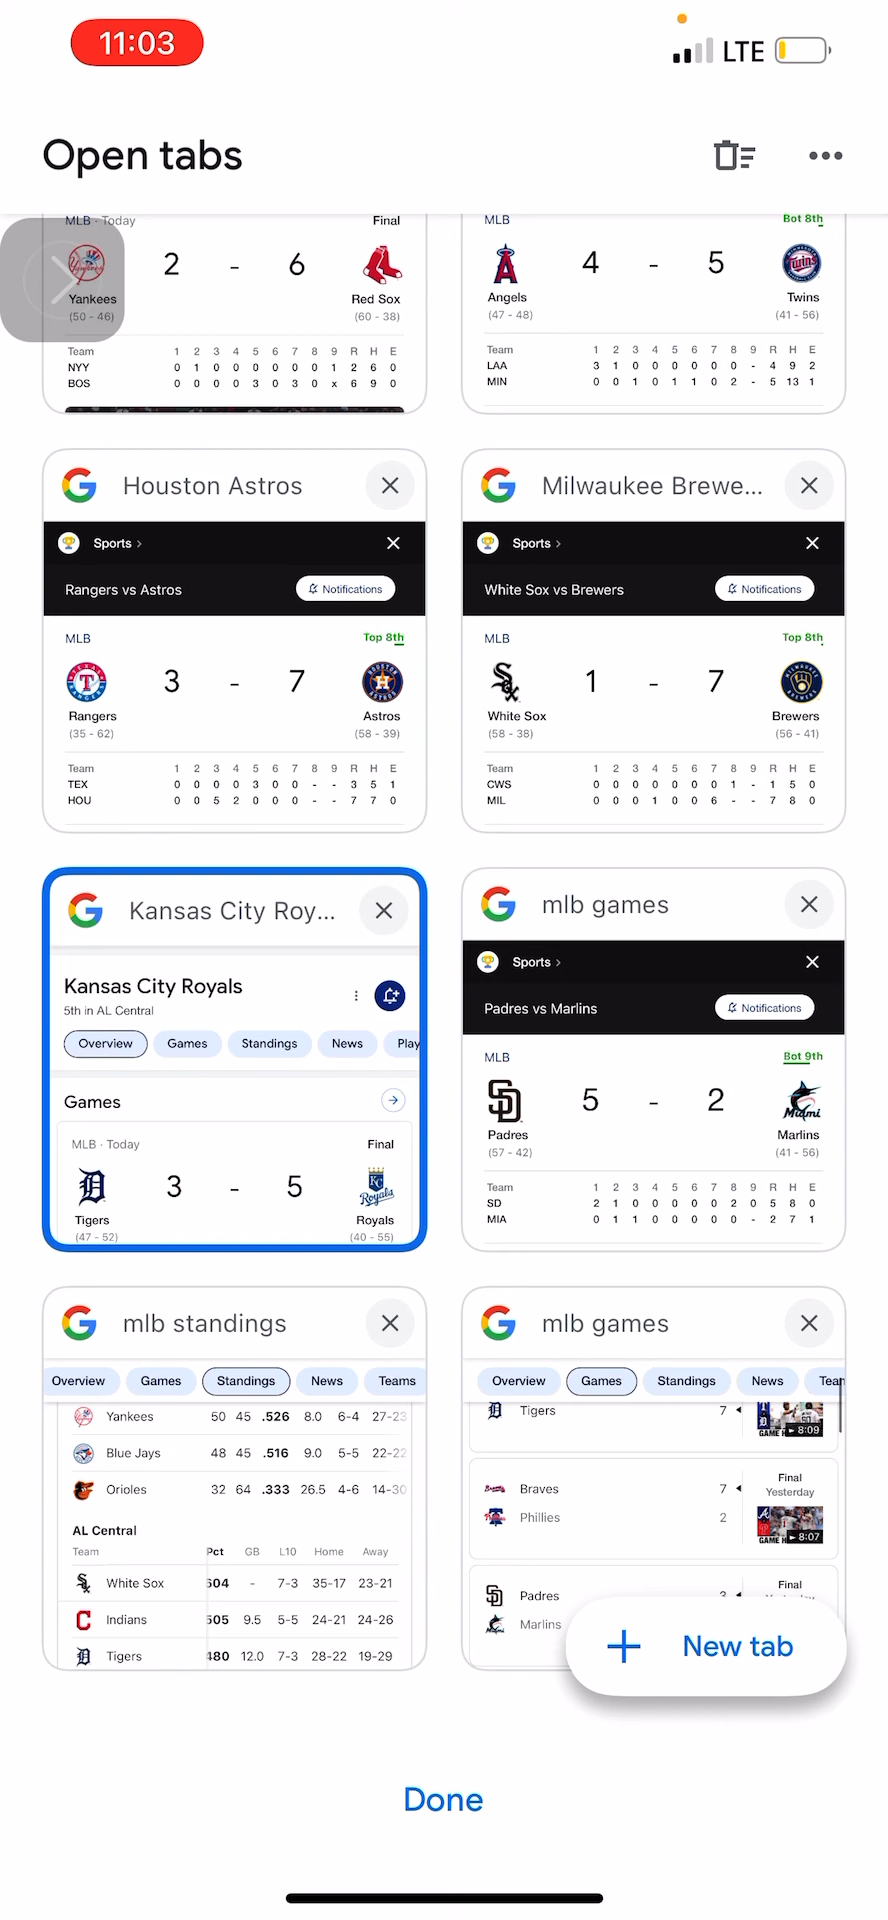 11:03 LTE
Open tabs
MLB · Today Final
2 - 6
Yankees Red Sox
(50 - 46) (60 - 38)
Team 1 2 3 4 5 6 7 8 9 R H E
NYY 0 1 0 0 0 0 0 0 1 2 6 0
BOS 0 0 0 0 3 0 3 0 x 6 9 0
MLB Bot 8th
4 - 5
Angels Twins
(47 - 48) (41 - 56)
Team 1 2 3 4 5 6 7 8 9 R H E
LAA 3 1 0 0 0 0 0 0 - 4 9 2
MIN 0 0 1 0 1 1 0 2 - 5 13 1
Houston Astros
Sports ›
Rangers vs Astros Notifications
MLB Top 8th
3 - 7
Rangers Astros
(35 - 62) (58 - 39)
Team 1 2 3 4 5 6 7 8 9 R H E
TEX 0 0 0 0 3 0 0 - - 3 5 1
HOU 0 0 5 2 0 0 0 - - 7 7 0
Milwaukee Brewe...
Sports ›
White Sox vs Brewers Notifications
MLB Top 8th
1 - 7
White Sox Brewers
(58 - 38) (56 - 41)
Team 1 2 3 4 5 6 7 8 9 R H E
CWS 0 0 0 0 0 0 0 1 - 1 5 0
MIL 0 0 0 1 0 0 6 - - 7 8 0
Kansas City Roy...
Kansas City Royals
5th in AL Central
Overview Games Standings News Play
Games
MLB · Today Final
3 - 5
Tigers Royals
(47 - 52) (40 - 55)
mlb games
Sports ›
Padres vs Marlins Notifications
MLB Bot 9th
5 - 2
Padres Marlins
(57 - 42) (41 - 56)
Team 1 2 3 4 5 6 7 8 9 R H E
SD 2 1 0 0 0 0 0 2 0 5 8 0
MIA 0 1 1 0 0 0 0 0 - 2 7 1
mlb standings
Overview Games Standings News Teams
Yankees 50 45 .526 8.0 6-4 27-23
Blue Jays 48 45 .516 9.0 5-5 22-22
Orioles 32 64 .333 26.5 4-6 14-30
AL Central
Team Pct GB L10 Home Away
White Sox 604 - 7-3 35-17 23-21
Indians 505 9.5 5-5 24-21 24-26
Tigers 480 12.0 7-3 28-22 19-29
mlb games
Overview Games Standings News Tear
Tigers 7
8:09
Braves 7 Final
Phillies 2 Yesterday
8:07
Padres 3 Final
Marlins
New tab
Done